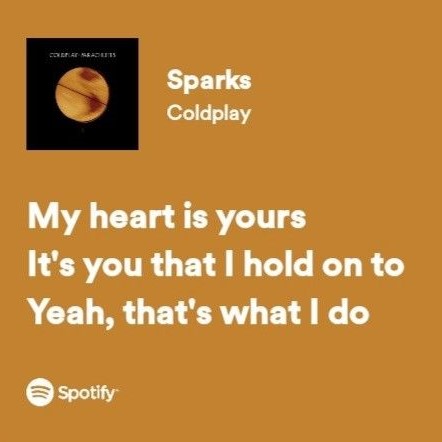 COLDPLAY PARACHUTES
Sparks
Coldplay
My heart is yours
It's you that I hold on to
Yeah, that's what I do
Spotify